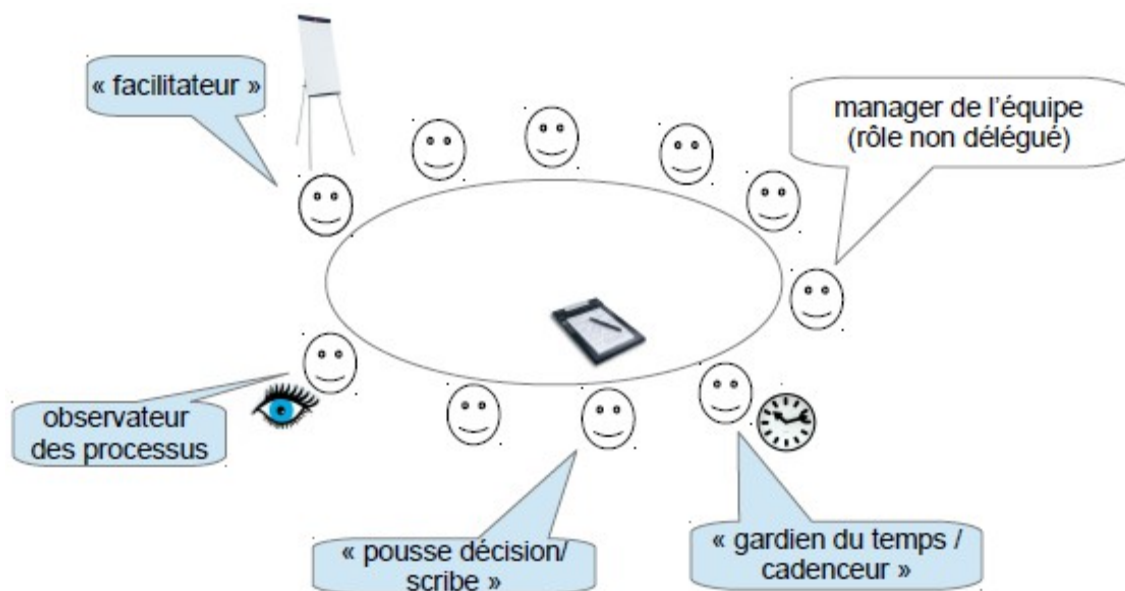 « facilitateur »
manager de l'équipe
(rôle non délégué)
observateur
des processus
« pousse décision/
scribe »
« gardien du temps /
cadenceur »